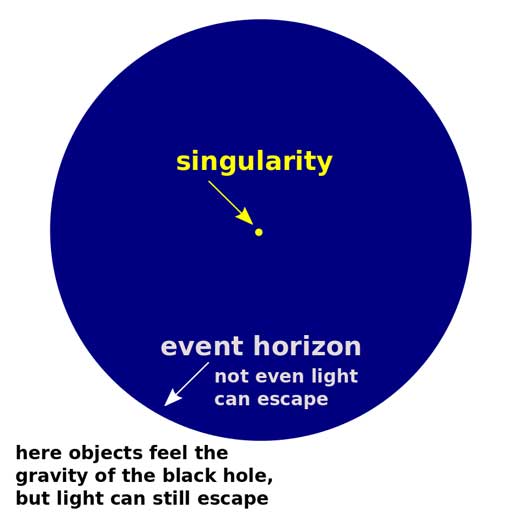 singularity
event horizon
not even light
can escape
here objects feel the
gravity of the black hole,
but light can still escape